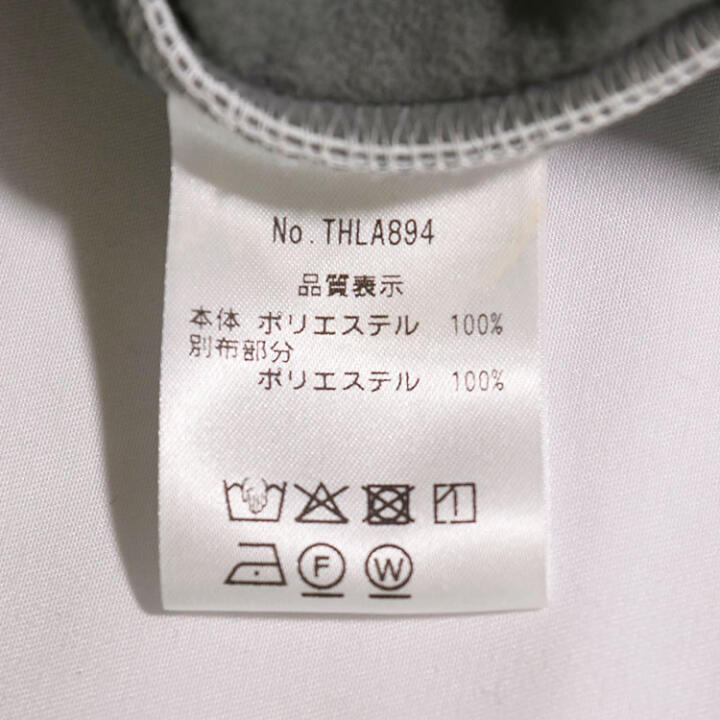 No.THLA894
品質表示
本体 ポリエステル 100%
別布部分
ポリエステル 100%
F W